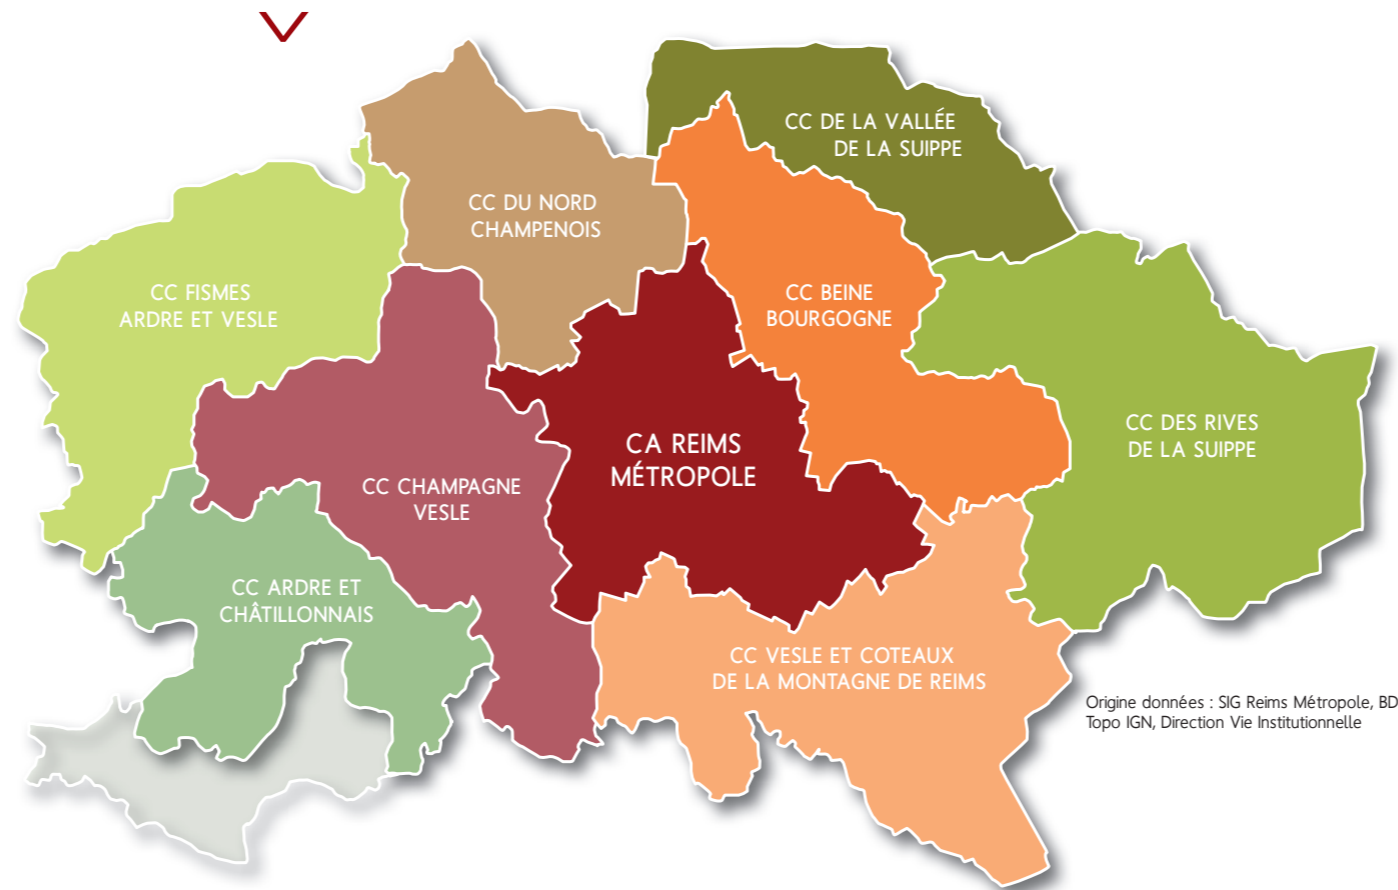 CC DE LA VALLÉE
DE LA SUIPPE
CC DU NORD
CHAMPENOIS
CC FISMES
ARDRE ET VESLE
CC BEINE
BOURGOGNE
CC DES RIVES
DE LA SUIPPE
CA REIMS
MÉTROPOLE
CC CHAMPAGNE
VESLE
CC ARDRE ET
CHÂTILLONNAIS
CC VESLE ET COTEAUX
DE LA MONTAGNE DE REIMS
Origine données : SIG Reims Métropole, BD
Topo IGN, Direction Vie Institutionnelle